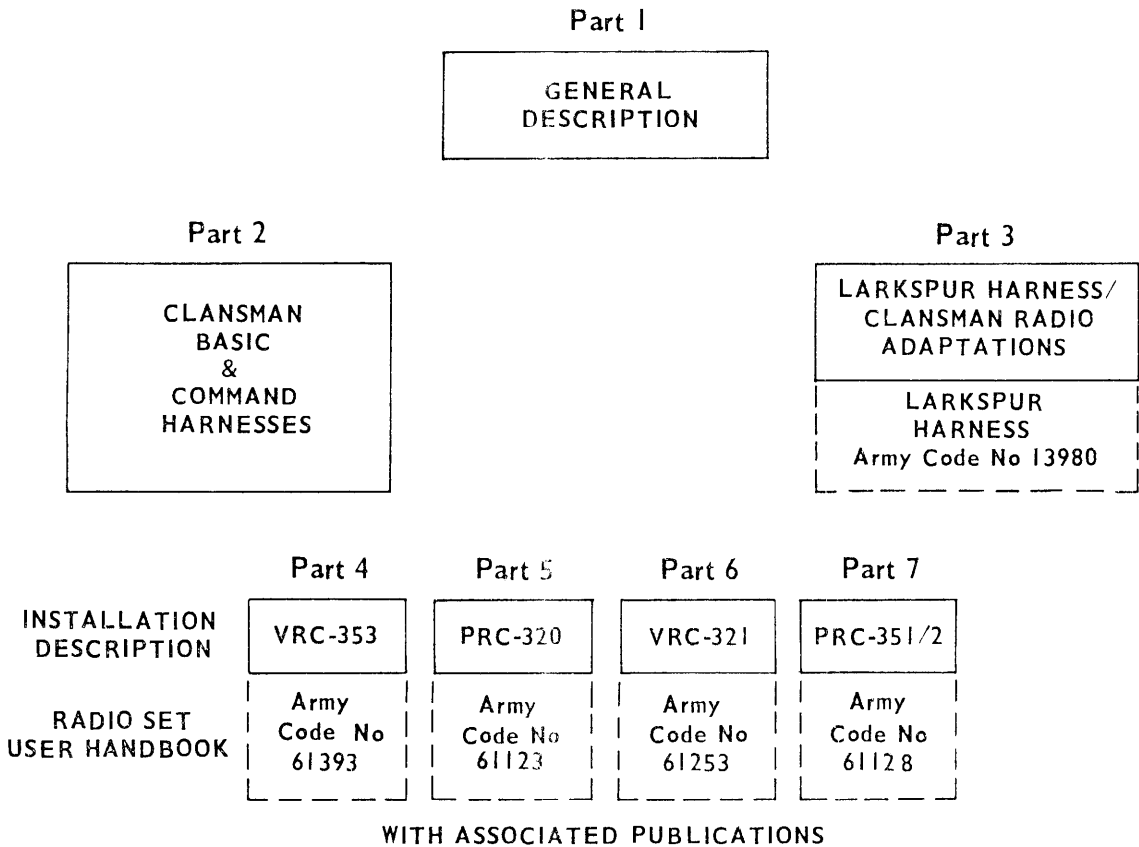 Part 1
GENERAL
DESCRIPTION
Part 2
CLANSMAN
BASIC
&
COMMAND
HARNESSES
Part 3
LARKSPUR HARNESS/
CLANSMAN RADIO
ADAPTATIONS
LARKSPUR
HARNESS
Army Code No 13980
Part 4
Part 5
Part 6
Part 7
INSTALLATION
DESCRIPTION
VRC-353
PRC-320
VRC-321
PRC-351/2
RADIO SET
USER HANDBOOK
Army
Code No
61393
Army
Code No
61123
Army
Code No
61253
Army
Code No
61128
WITH ASSOCIATED PUBLICATIONS